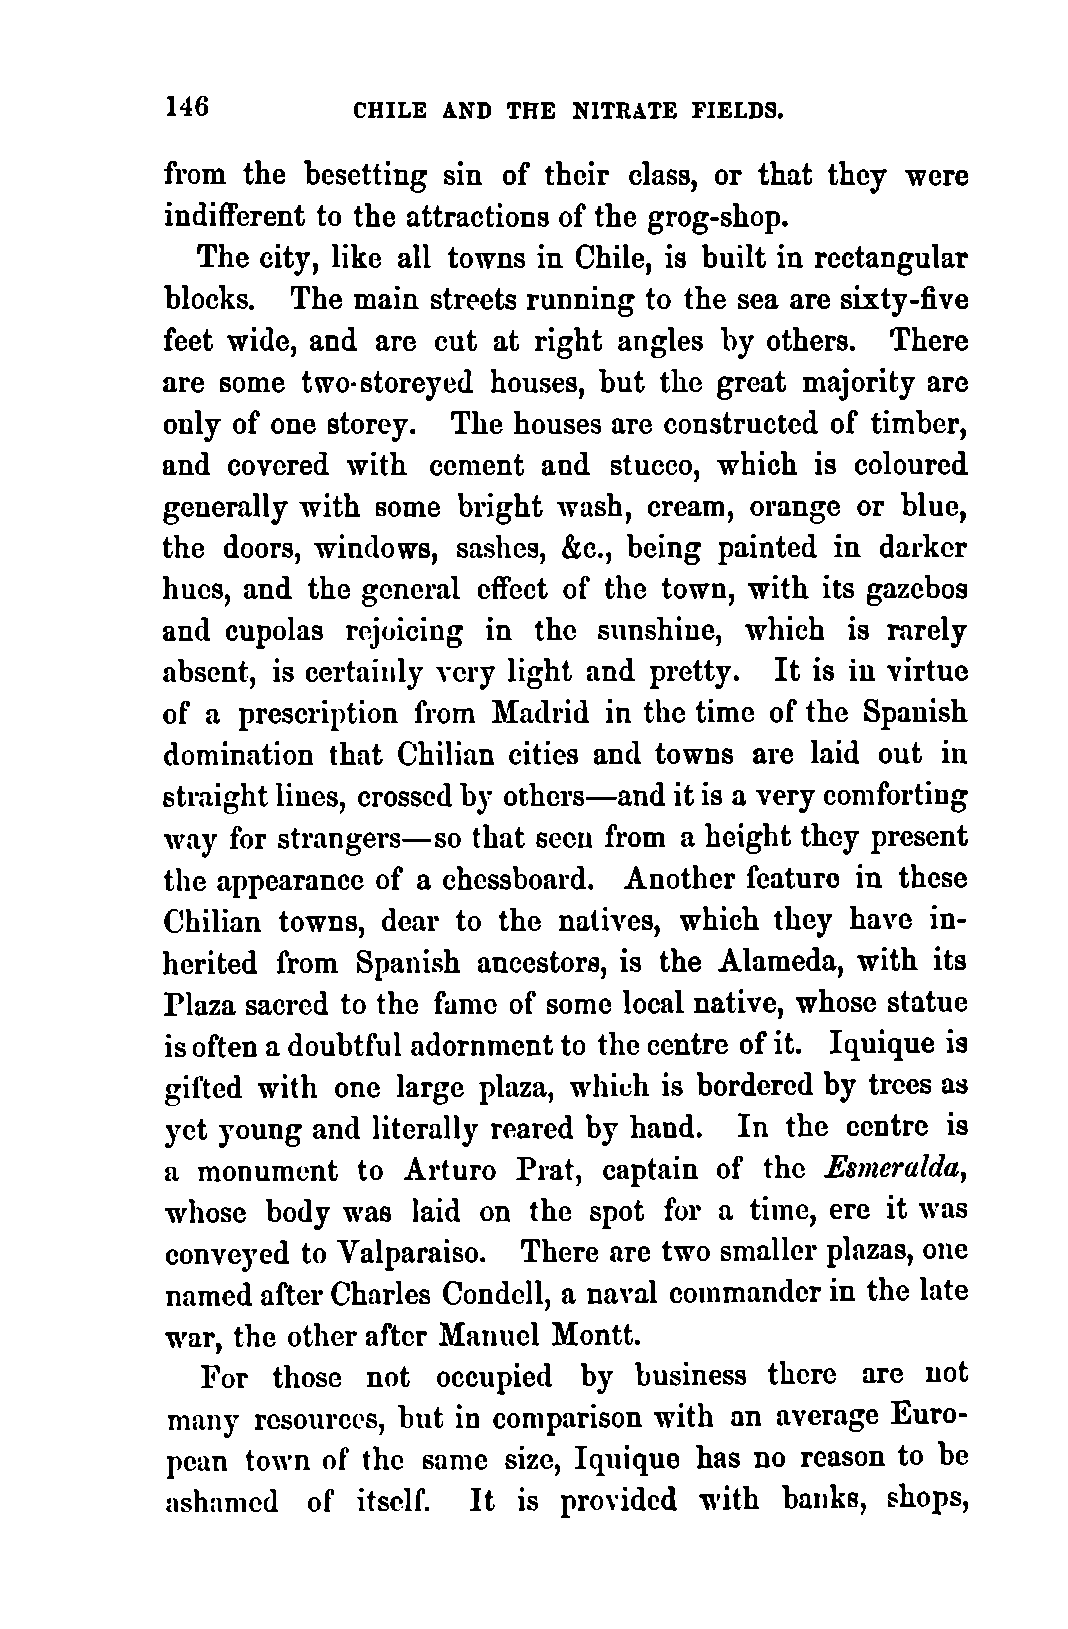 146 CHILE AND THE NITRATE FIELDS.
from the besetting sin of their class, or that they were
indifferent to the attractions of the grog-shop.
The city, like all towns in Chile, is built in rectangular
blocks. The main streets running to the sea are sixty-five
feet wide, and are cut at right angles by others. There
are some two-storeyed houses, but the great majority are
only of one storey. The houses are constructed of timber,
and covered with cement and stucco, which is coloured
generally with some bright wash, cream, orange or blue,
the doors, windows, sashes, &c., being painted in darker
hues, and the general effect of the town, with its gazebos
and cupolas rejoicing in the sunshine, which is rarely
absent, is certainly very light and pretty. It is in virtue
of a prescription from Madrid in the time of the Spanish
domination that Chilian cities and towns are laid out in
straight lines, crossed by others—and it is a very comforting
way for strangers—so that seen from a height they present
the appearance of a chessboard. Another feature in these
Chilian towns, dear to the natives, which they have in-
herited from Spanish ancestors, is the Alameda, with its
Plaza sacred to the fame of some local native, whose statue
is often a doubtful adornment to the centre of it. Iquique is
gifted with one large plaza, which is bordered by trees as
yet young and literally reared by hand. In the centre is
a monument to Arturo Prat, captain of the Esmeralda,
whose body was laid on the spot for a time, ere it was
conveyed to Valparaiso. There are two smaller plazas, one
named after Charles Condell, a naval commander in the late
war, the other after Manuel Montt.
For those not occupied by business there are not
many resources, but in comparison with an average Euro-
pean town of the same size, Iquique has no reason to be
ashamed of itself. It is provided with banks, shops,